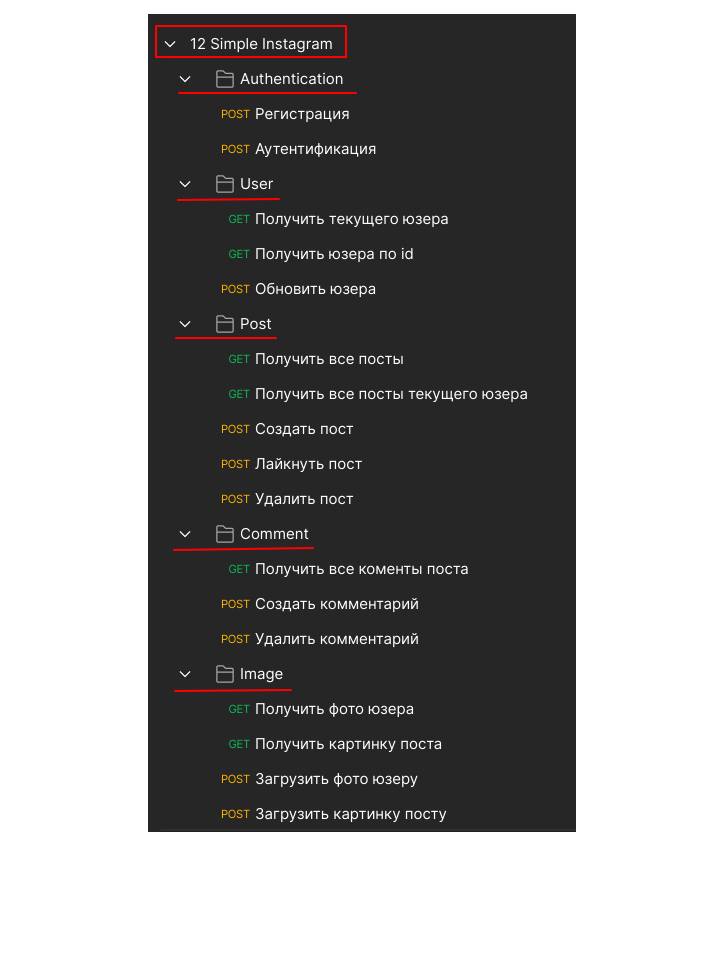 12 Simple Instagram
Authentication
POST Регистрация
POST Аутентификация
User
GET Получить текущего юзера
GET Получить юзера по id
POST Обновить юзера
Post
GET Получить все посты
GET Получить все посты текущего юзера
POST Создать пост
POST Лайкнуть пост
POST Удалить пост
Comment
GET Получить все коменты поста
POST Создать комментарий
POST Удалить комментарий
Image
GET Получить фото юзера
GET Получить картинку поста
POST Загрузить фото юзеру
POST Загрузить картинку посту